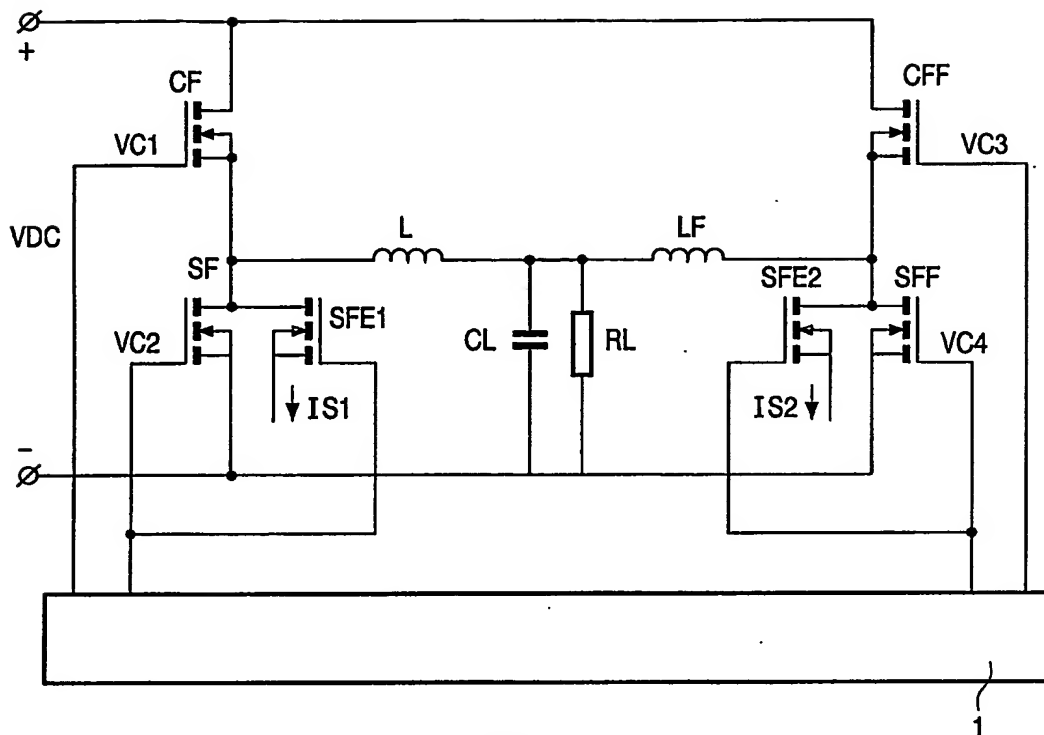 +
CF
CFF
VC1
VC3
VDC
L
LF
SF
SFE1
SFE2
SFF
VC2
CL
RL
VC4
IS1
IS2
-
1